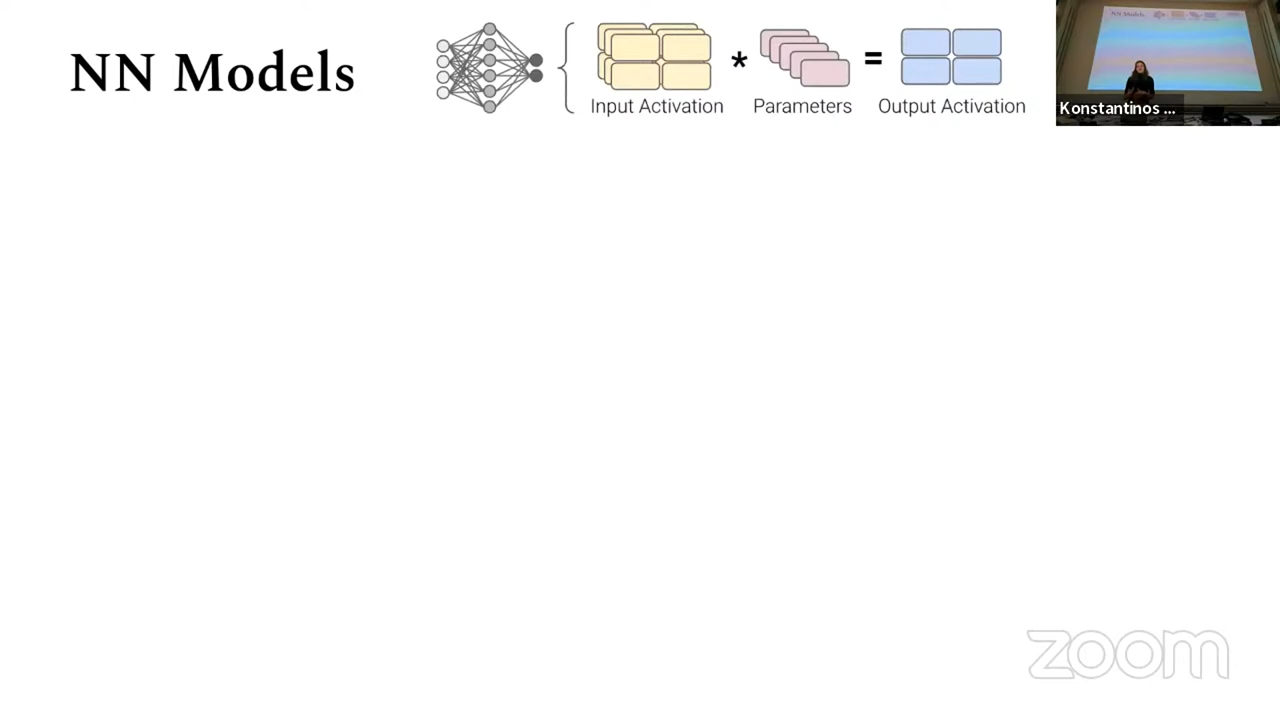 NN Models
* =
Input Activation Parameters Output Activation
Konstantinos ...
zoom